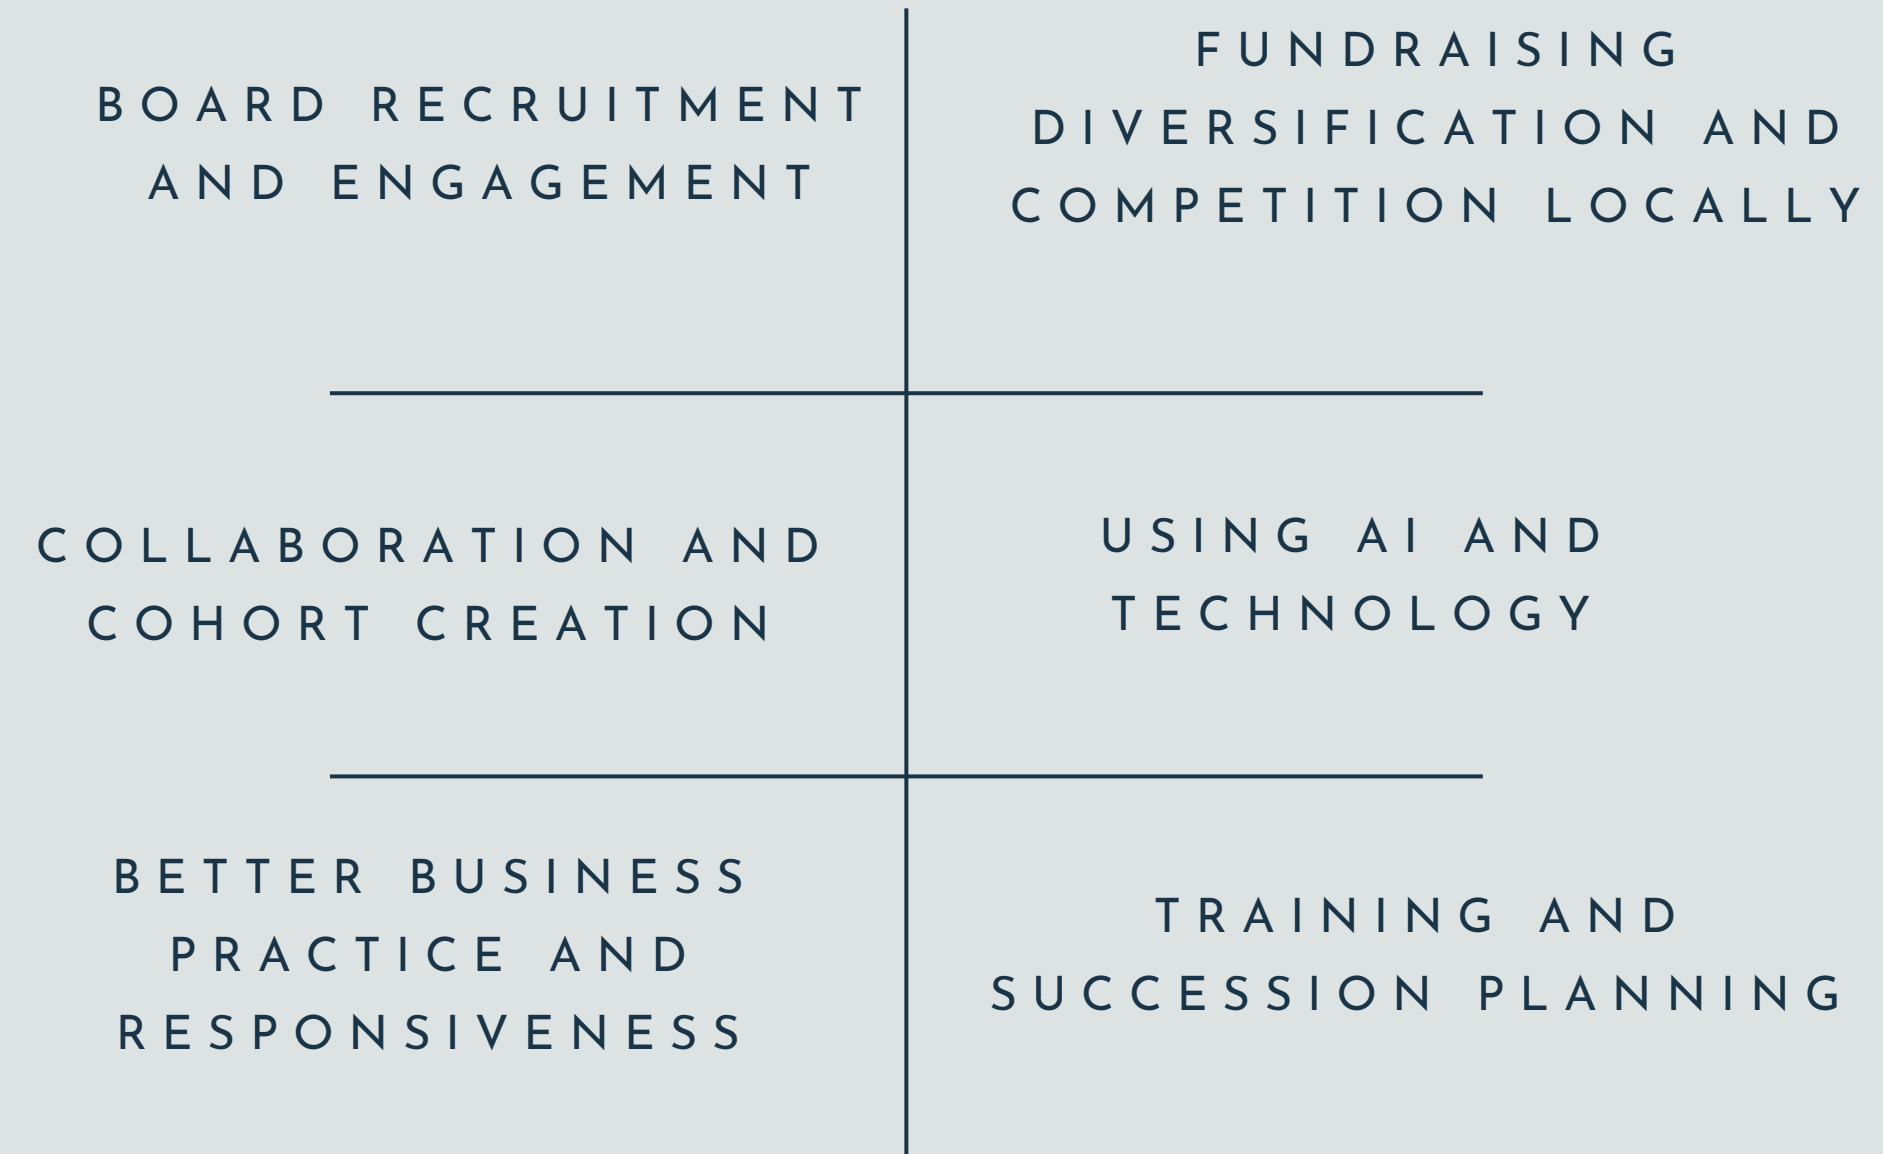 BOARD RECRUITMENT
AND ENGAGEMENT
FUNDRAISING
DIVERSIFICATION AND
COMPETITION LOCALLY
COLLABORATION AND
COHORT CREATION
USING AI AND
TECHNOLOGY
BETTER BUSINESS
PRACTICE AND
RESPONSIVENESS
TRAINING AND
SUCCESSION PLANNING